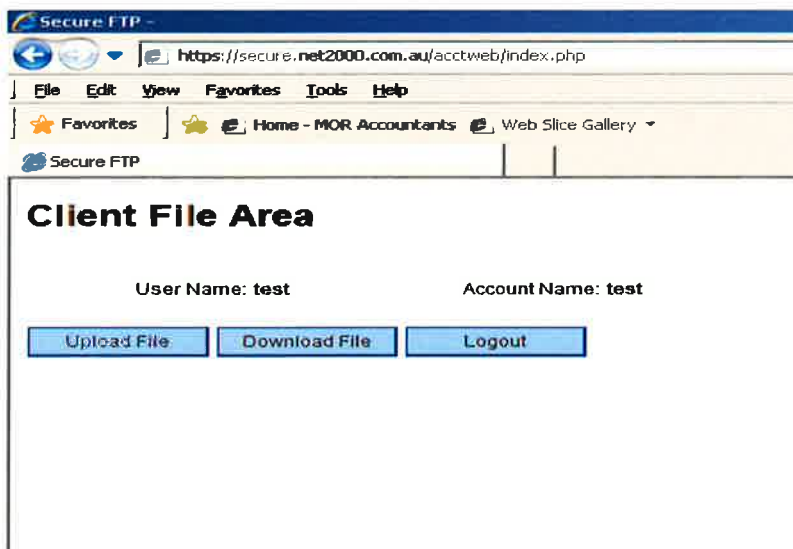 Secure FTP -
https://secure.net2000.com.au/acctweb/index.php
File Edit View Favorites Tools Help
Favorites Home - MOR Accountants Web Slice Gallery
Secure FTP
Client File Area
User Name: test Account Name: test
Upload File Download File Logout